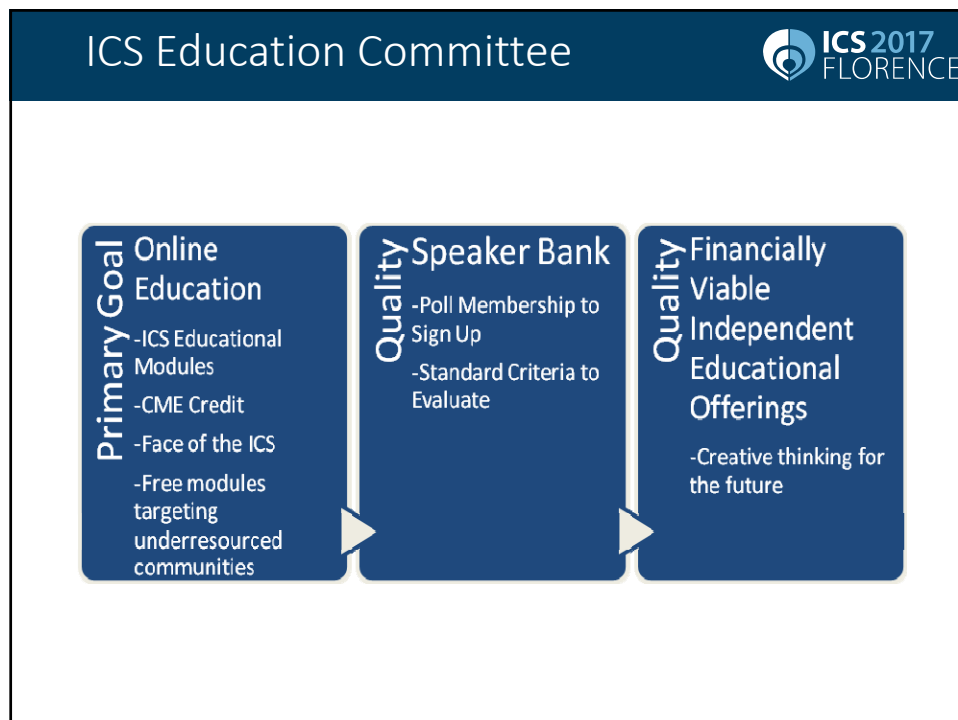 ICS Education Committee
ICS 2017
FLORENCE
Primary Goal
Online
Education
-ICS Educational
Modules
-CME Credit
-Face of the ICS
-Free modules
targeting
underresourced
communities
Quality
Speaker Bank
-Poll Membership to
Sign Up
-Standard Criteria to
Evaluate
Quality
Financially
Viable
Independent
Educational
Offerings
-Creative thinking for
the future